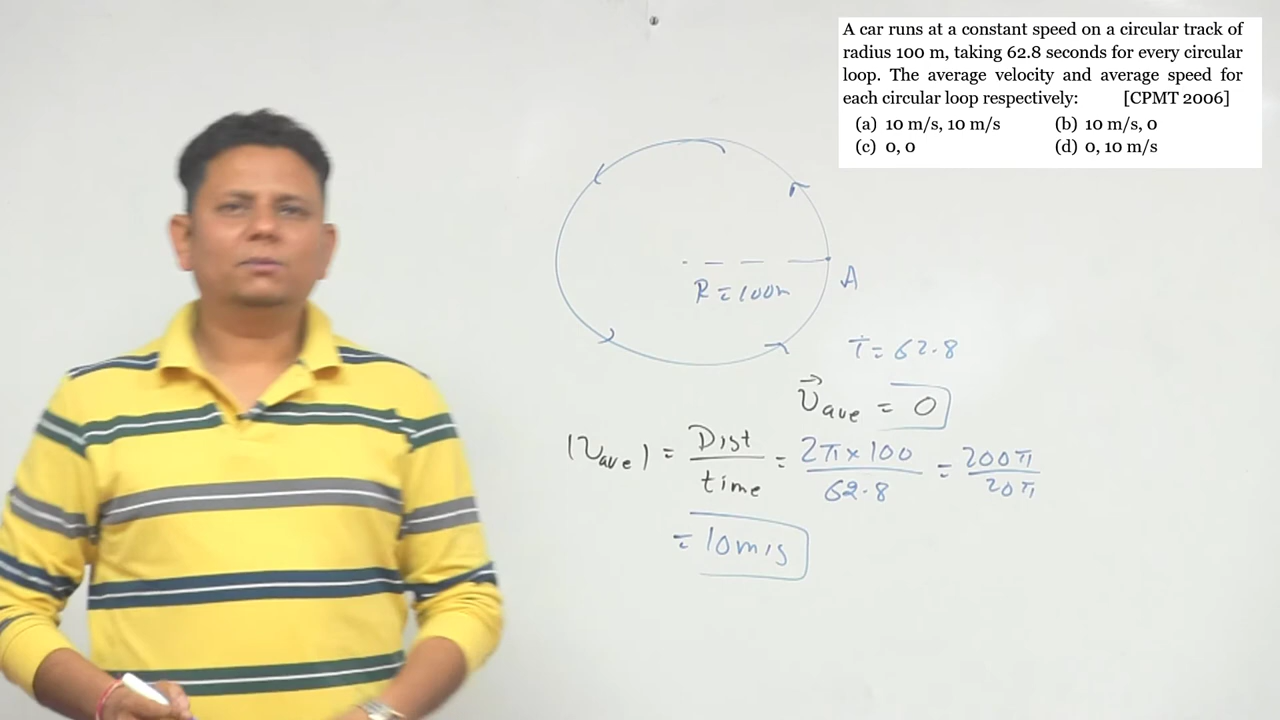 A car runs at a constant speed on a circular track of
radius 100 m, taking 62.8 seconds for every circular
loop. The average velocity and average speed for
each circular loop respectively: [CPMT 2006]
(a) 10 m/s, 10 m/s (b) 10 m/s, 0
(c) 0, 0 (d) 0, 10 m/s
R = 100m
A
T = 62.8
v⃗ave = 0
|vave| = Dist / time = 2π × 100 / 62.8 = 200π / 20π
= 10m/s